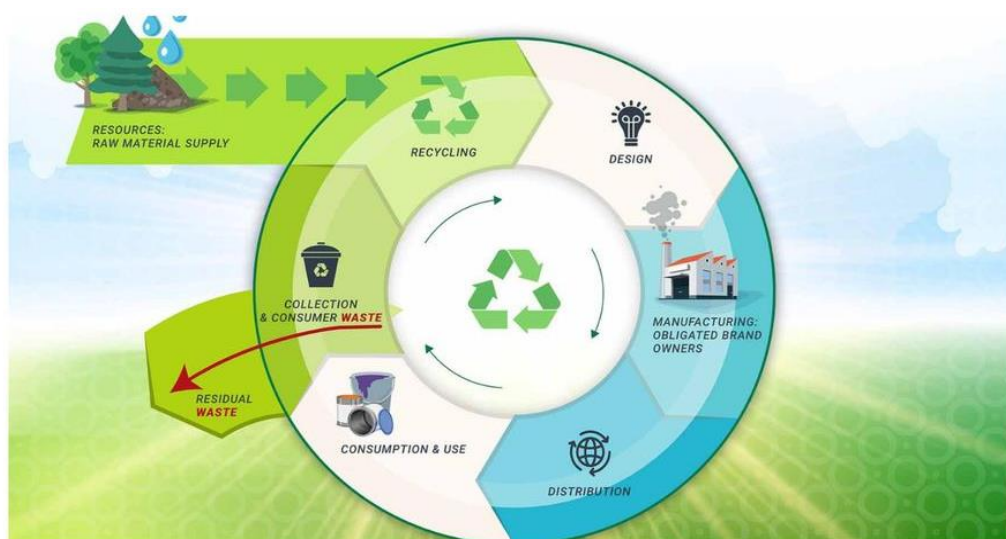 RESOURCES:
RAW MATERIAL SUPPLY
RECYCLING
DESIGN
MANUFACTURING:
OBLIGATED BRAND
OWNERS
DISTRIBUTION
CONSUMPTION & USE
COLLECTION
& CONSUMER WASTE
RESIDUAL
WASTE